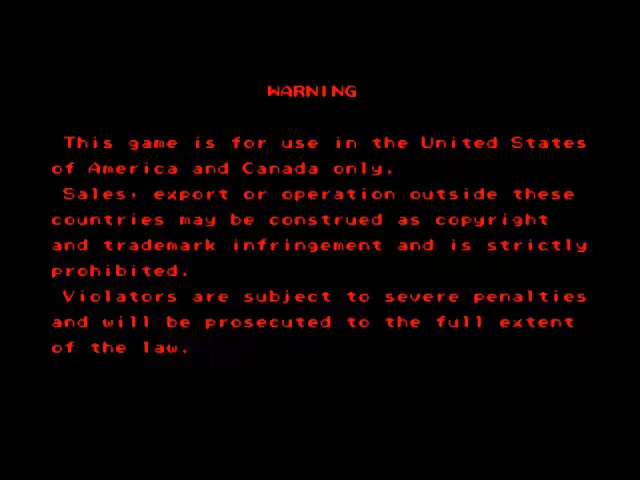 WARNING
This game is for use in the United States
of America and Canada only.
Sales, export or operation outside these
countries may be construed as copyright
and trademark infringement and is strictly
prohibited.
Violators are subject to severe penalties
and will be prosecuted to the full extent
of the law.